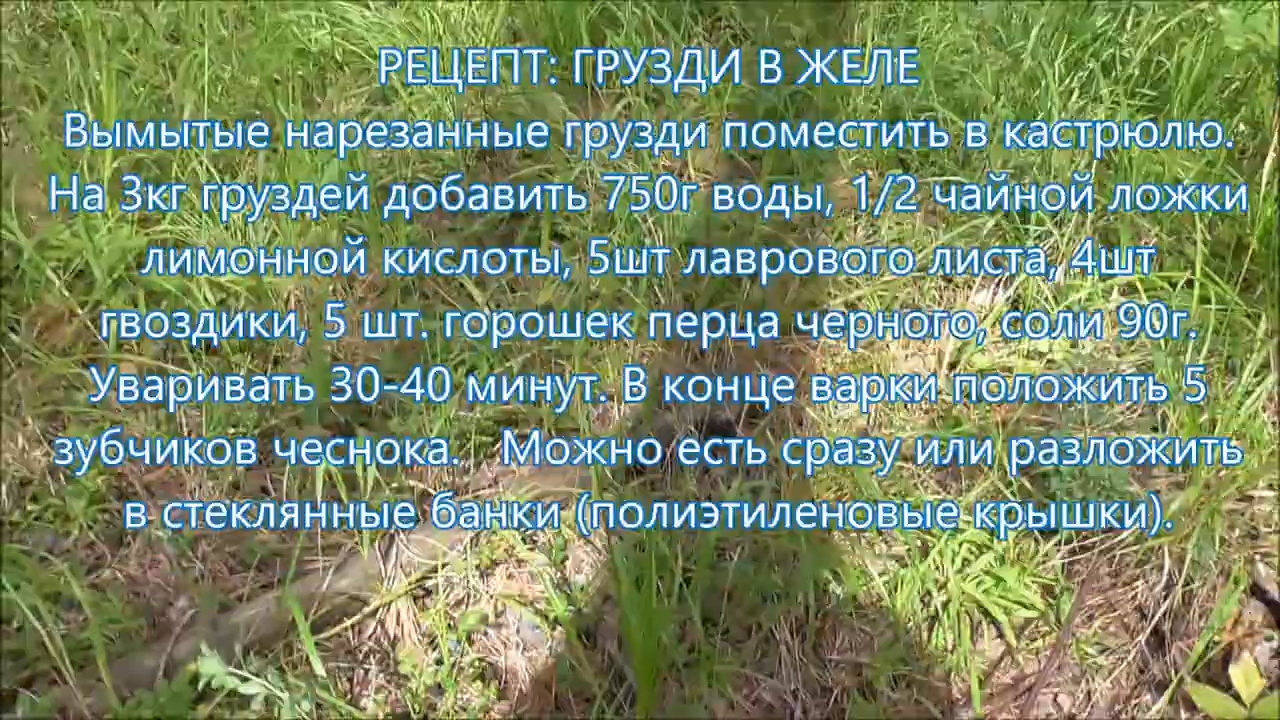 РЕЦЕПТ: ГРУЗДИ В ЖЕЛЕ
Вымытые нарезанные грузди поместить в кастрюлю.
На 3кг груздей добавить 750г воды, 1/2 чайной ложки
лимонной кислоты, 5шт лаврового листа, 4шт
гвоздики, 5 шт. горошек перца черного, соли 90г.
Уваривать 30-40 минут. В конце варки положить 5
зубчиков чеснока.   Можно есть сразу или разложить
в стеклянные банки (полиэтиленовые крышки).